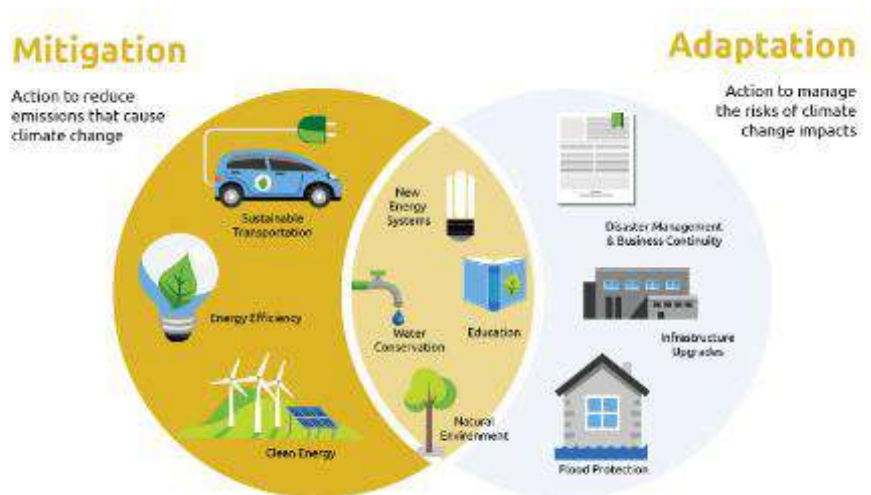 Mitigation
Action to reduce
emissions that cause
climate change
Adaptation
Action to manage
the risks of climate
change impacts
Sustainable
Transportation
Energy Efficiency
Clean Energy
New
Energy
Systems
Water
Conservation
Education
Natural
Environment
Disaster Management
& Business Continuity
Infrastructure
Upgrades
Flood Protection